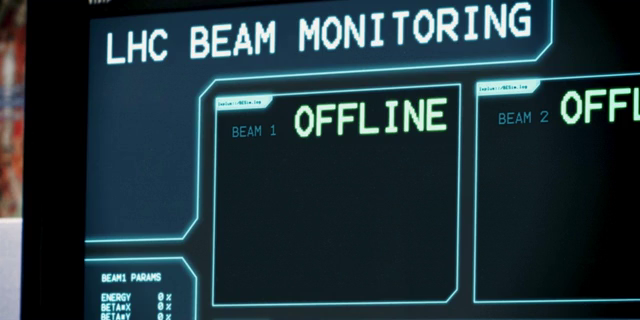 LHC BEAM MONITORING
BEAM 1 OFFLINE
BEAM 2 OFFL
BEAM1 PARAMS
ENERGY 0%
BETA*X 0%
BETA*Y 0%